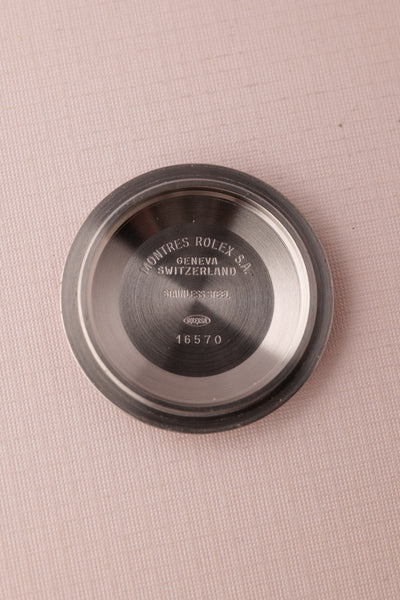 MONTRES ROLEX S.A.
GENEVA
SWITZERLAND
STAINLESS STEEL
16570